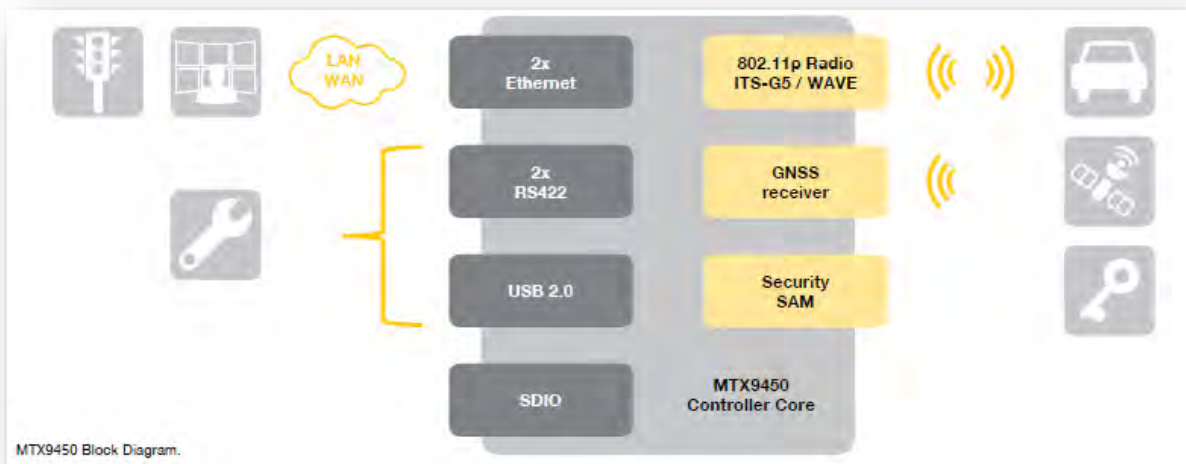 LAN
WAN
2x
Ethernet
802.11p Radio
ITS-G5 / WAVE
2x
RS422
GNSS
receiver
USB 2.0
Security
SAM
SDIO
MTX9450
Controller Core
MTX9450 Block Diagram.